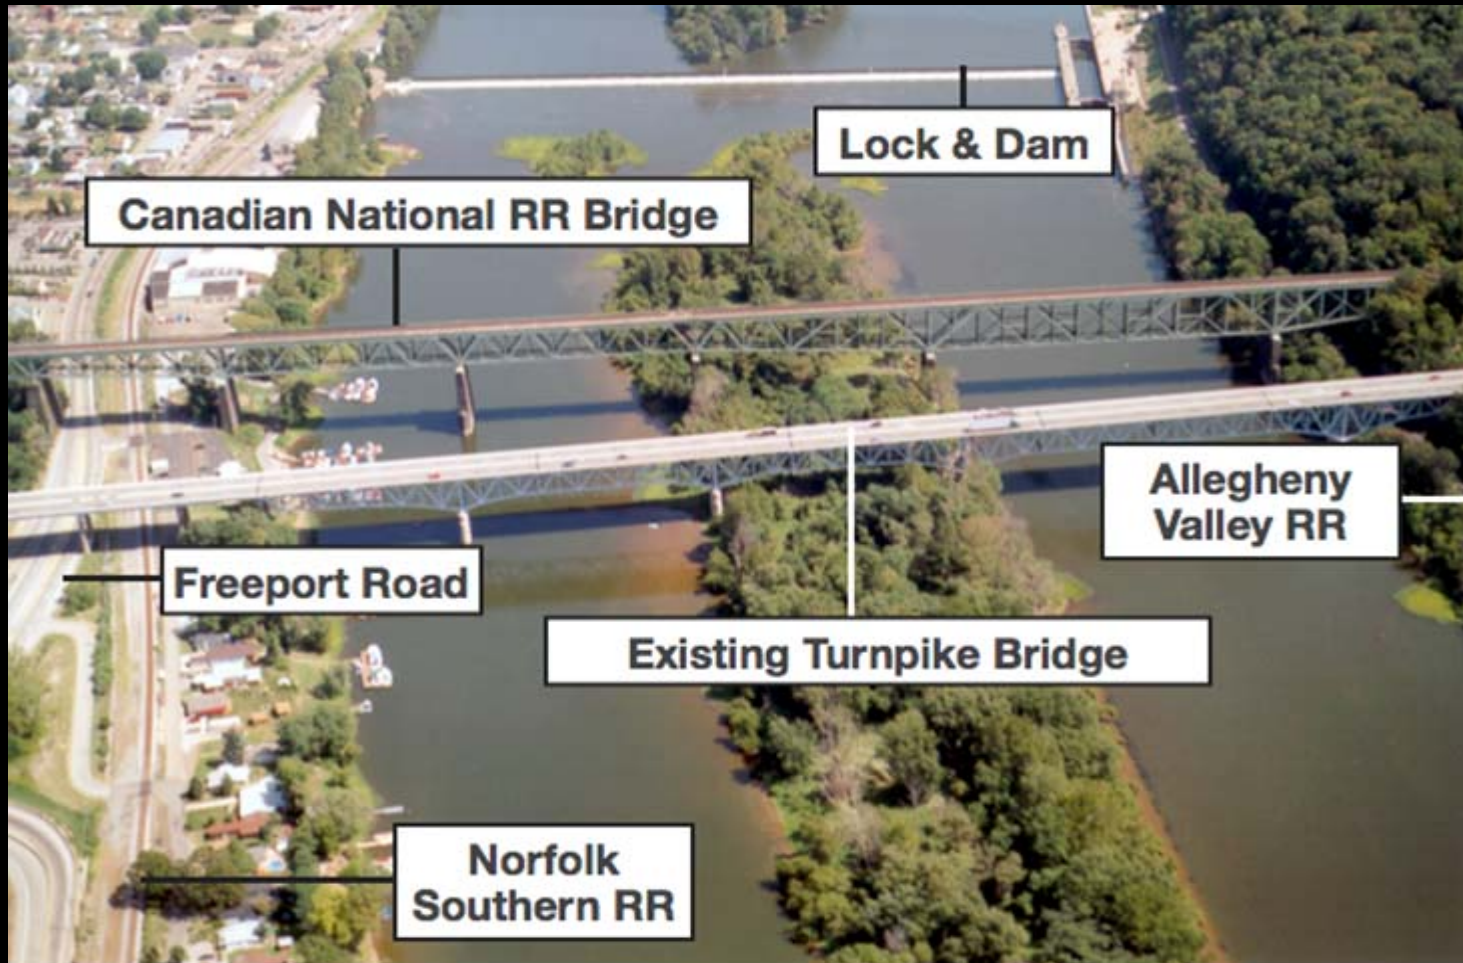 Lock & Dam
Canadian National RR Bridge
Allegheny
Valley RR
Freeport Road
Existing Turnpike Bridge
Norfolk
Southern RR